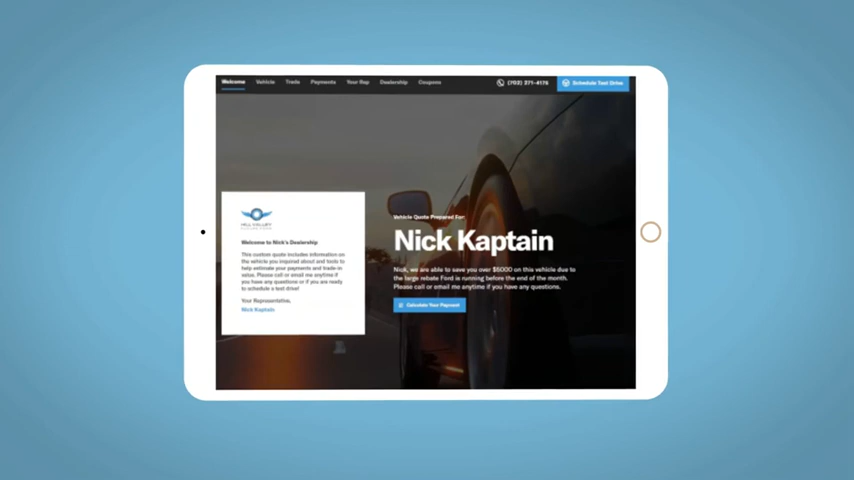 Welcome Vehicle Trade Payments Your Rep Dealership Coupons (702) 271-4176 Schedule Test Drive
HILL VALLEY
Welcome to Nick's Dealership
This custom quote includes information on
the vehicle you inquired about and tools to
help estimate your payments and trade-in
value. Please call or email me anytime if
you have any questions or if you are ready
to schedule a test drive!
Your Representative,
Nick Kaptain
Vehicle Quote Prepared For:
Nick Kaptain
Nick, we are able to save you over $6000 on this vehicle due to
the large rebate Ford is running before the end of the month.
Please call or email me anytime if you have any questions.
Calculate Your Payment